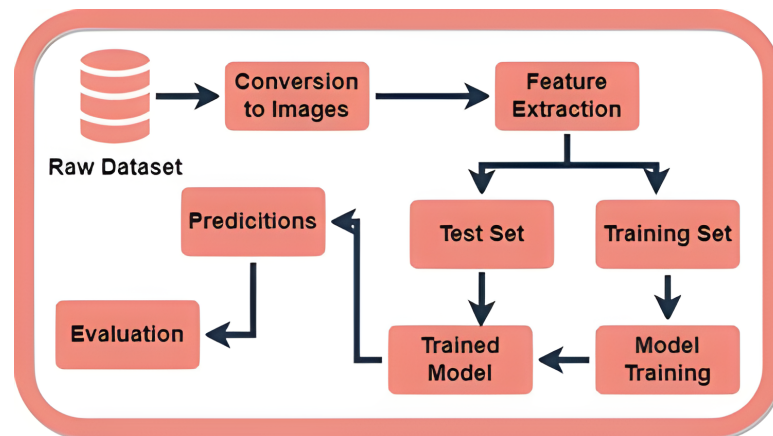 Conversion
to Images
Feature
Extraction
Raw Dataset
Predicitions
Test Set
Training Set
Evaluation
Trained
Model
Model
Training